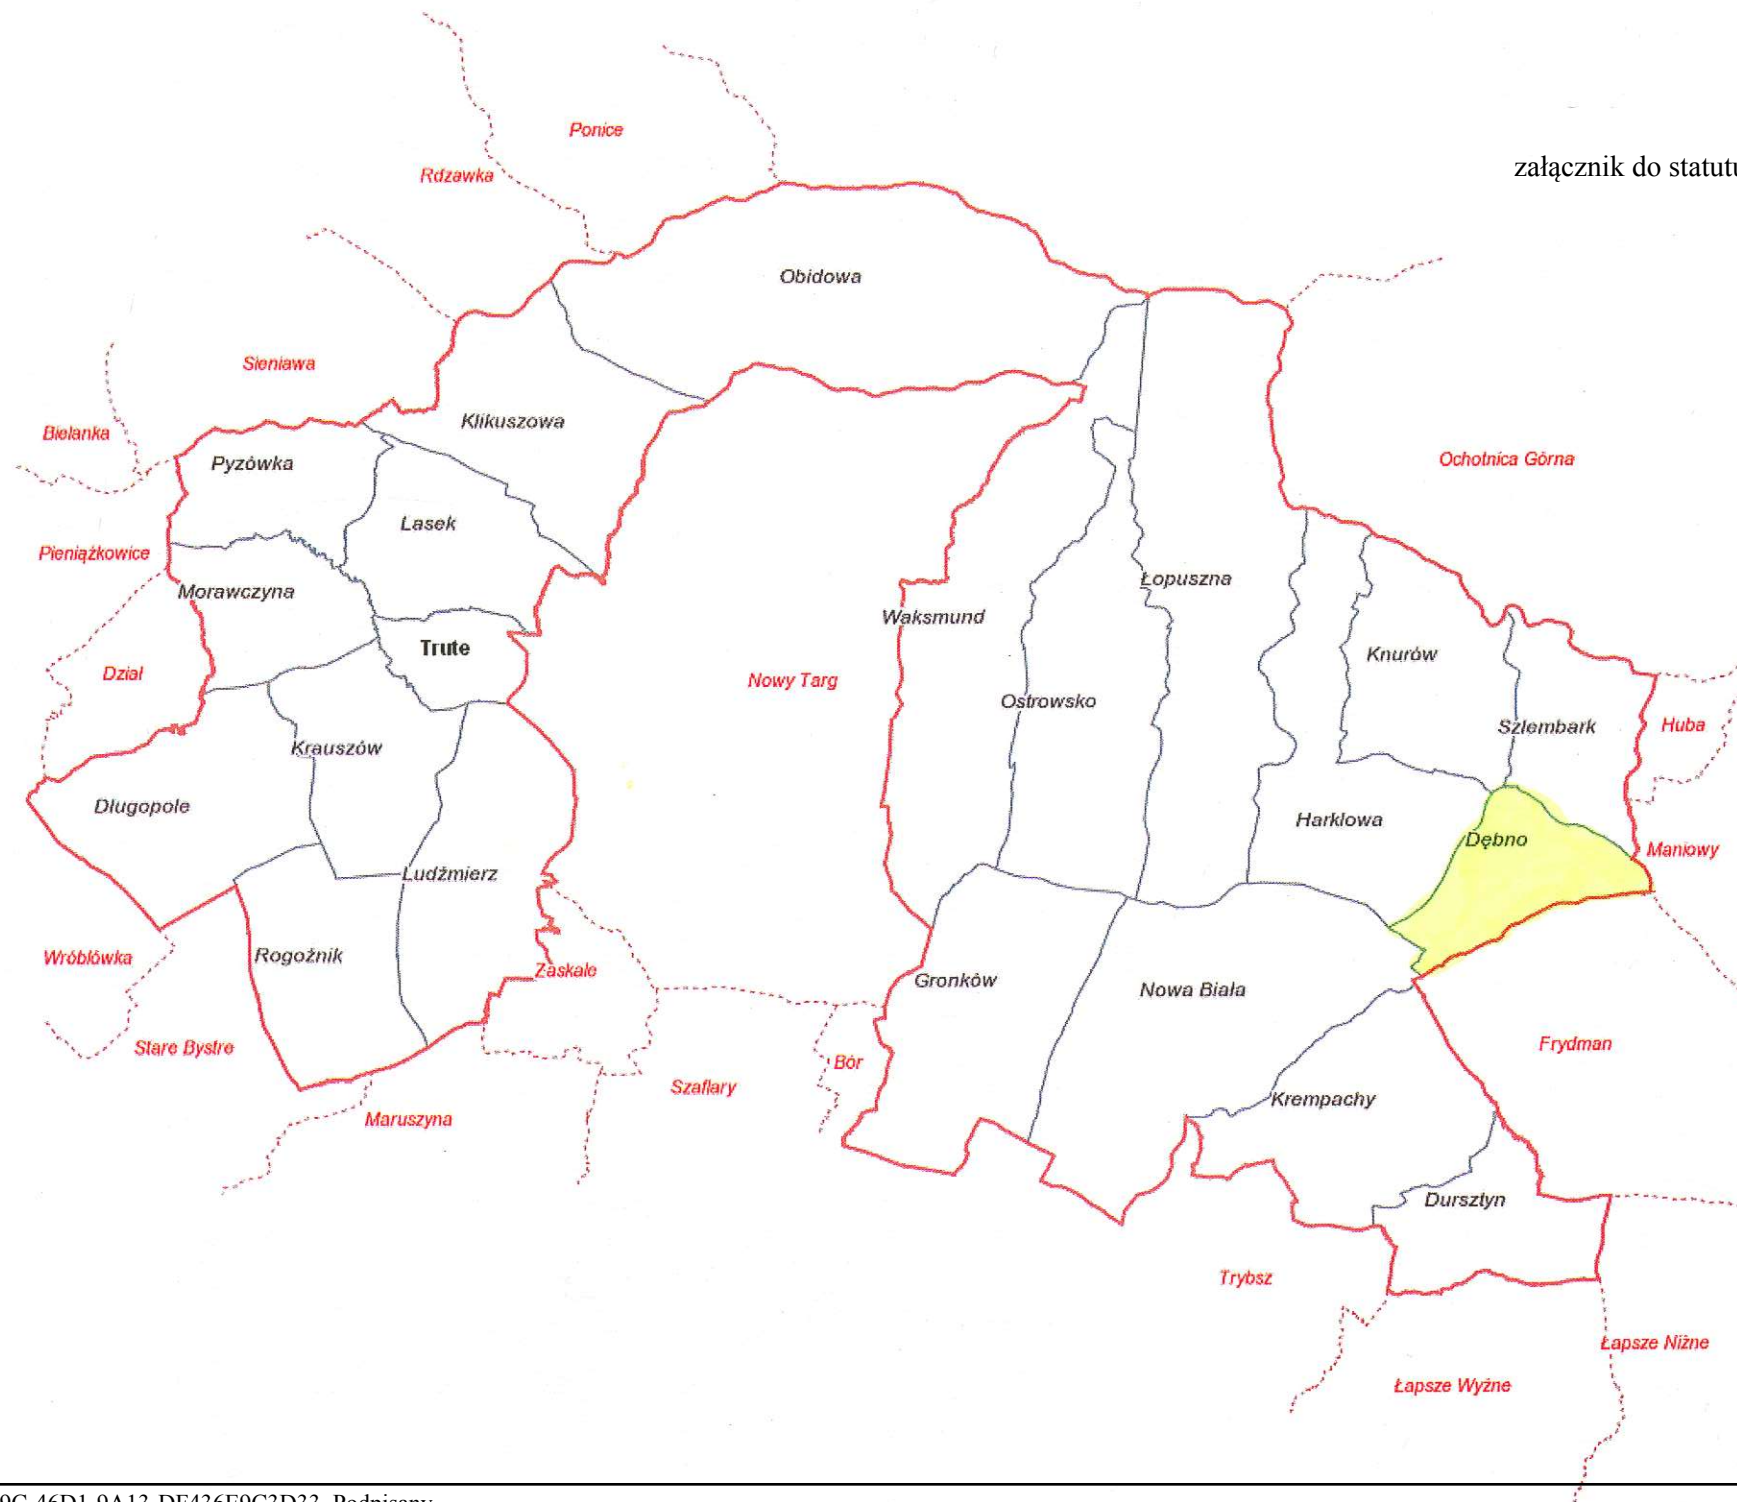 Ponice
załącznik do statutu
Rdzawka
Obidowa
Sieniawa
Klikuszowa
Bielanka
Pyzówka
Ochotnica Górna
Lasek
Pieniążkowice
Morawczyna
Łopuszna
Waksmund
Trute
Knurów
Dział
Nowy Targ
Ostrowsko
Szlembark
Huba
Krauszów
Długopole
Harklowa
Dębno
Maniowy
Ludźmierz
Wróblówka
Rogoźnik
Zaskale
Gronków
Nowa Biała
Stare Bystre
Frydman
Bór
Szaflary
Krempachy
Maruszyna
Dursztyn
Trybsz
Łapsze Niżne
Łapsze Wyżne